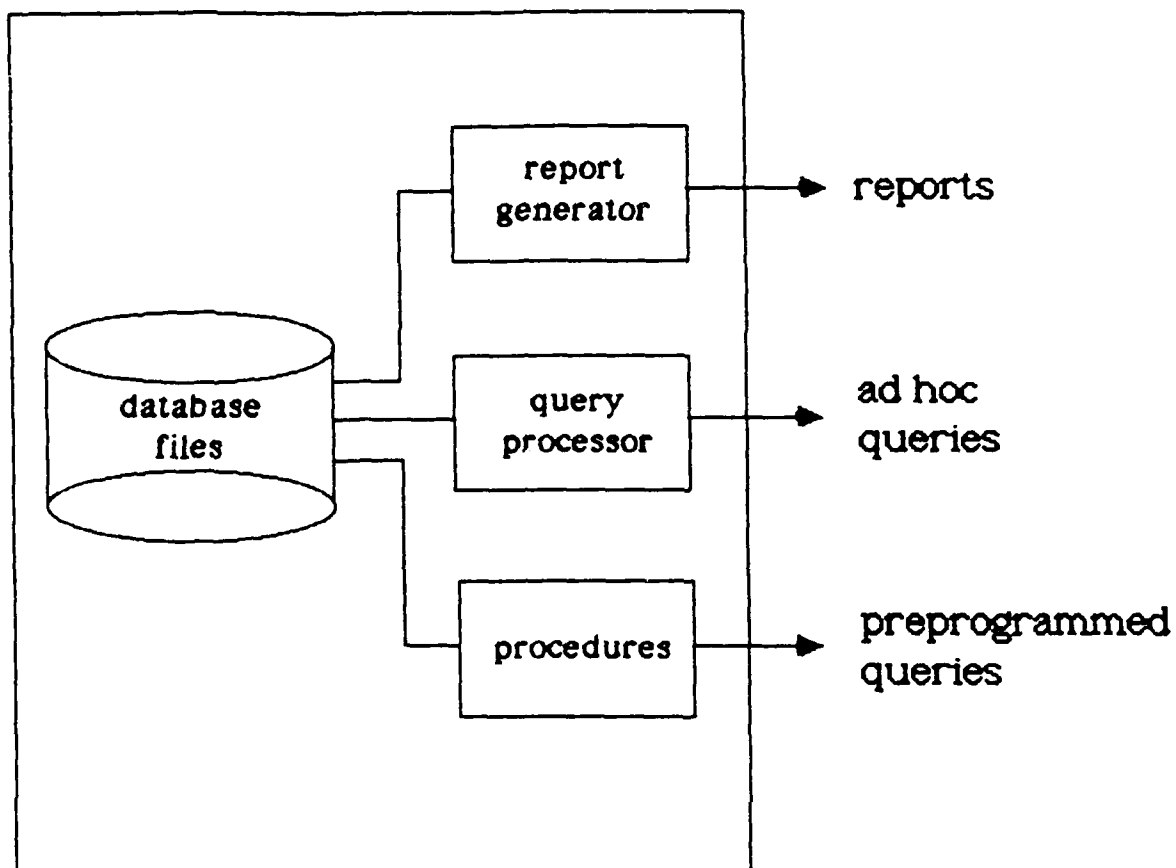 report
generator
reports
database
files
query
processor
ad hoc
queries
procedures
preprogrammed
queries